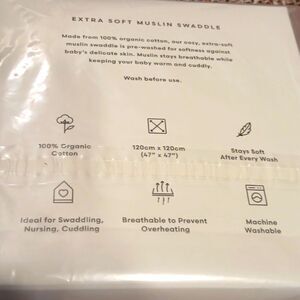 EXTRA SOFT MUSLIN SWADDLE
Made from 100% organic cotton, our cosy, extra-soft
muslin swaddle is pre-washed for softness against
baby's delicate skin. Muslin stays breathable while
keeping your baby warm and cuddly.
Wash before use.
100% Organic
Cotton
120cm x 120cm
(47" x 47")
Stays Soft
After Every Wash
Ideal for Swaddling,
Nursing, Cuddling
Breathable to Prevent
Overheating
Machine
Washable